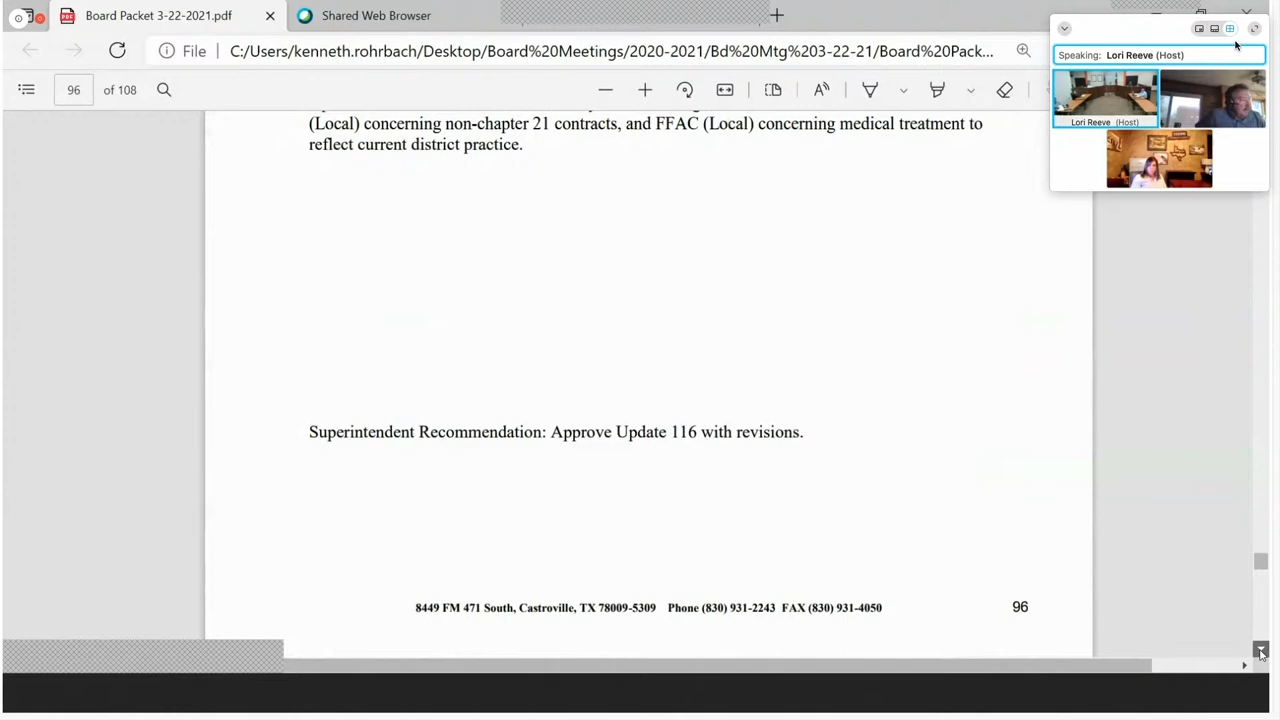 Board Packet 3-22-2021.pdf
Shared Web Browser
File
C:/Users/kenneth.rohrbach/Desktop/Board%20Meetings/2020-2021/Bd%20Mtg%203-22-21/Board%20Pack...
96 of 108
Speaking: Lori Reeve (Host)
Lori Reeve (Host)
(Local) concerning non-chapter 21 contracts, and FFAC (Local) concerning medical treatment to
reflect current district practice.
Superintendent Recommendation: Approve Update 116 with revisions.
8449 FM 471 South, Castroville, TX 78009-5309 Phone (830) 931-2243 FAX (830) 931-4050
96